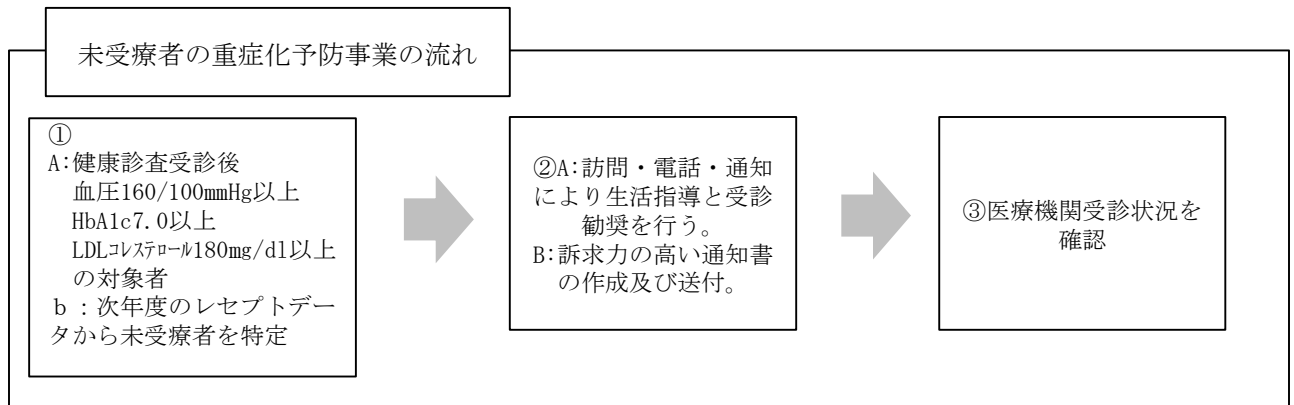 未受療者の重症化予防事業の流れ
①
A:健康診査受診後
血圧160/100mmHg以上
HbA1c7.0以上
LDLｺﾚｽﾃﾛｰﾙ180mg/dl以上
の対象者
ｂ：次年度のレセプトデー
タから未受療者を特定
②A:訪問・電話・通知
により生活指導と受診
勧奨を行う。
B:訴求力の高い通知書
の作成及び送付。
③医療機関受診状況を
確認